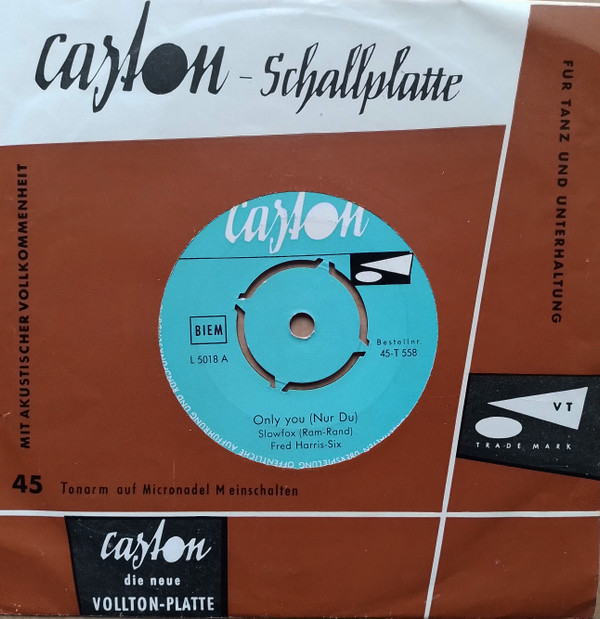 caston - Schallplatte
FÜR TANZ UND UNTERHALTUNG
MIT AKUSTISCHER VOLLKOMMENHEIT
caston
BIEM
L 5018 A
Bestellnr.
45-T 558
Only you (Nur Du)
Slowfox (Ram-Rand)
Fred Harris-Six
VT
TRADE MARK
45 Tonarm auf Micronadel M einschalten
caston
die neue
VOLLTON-PLATTE